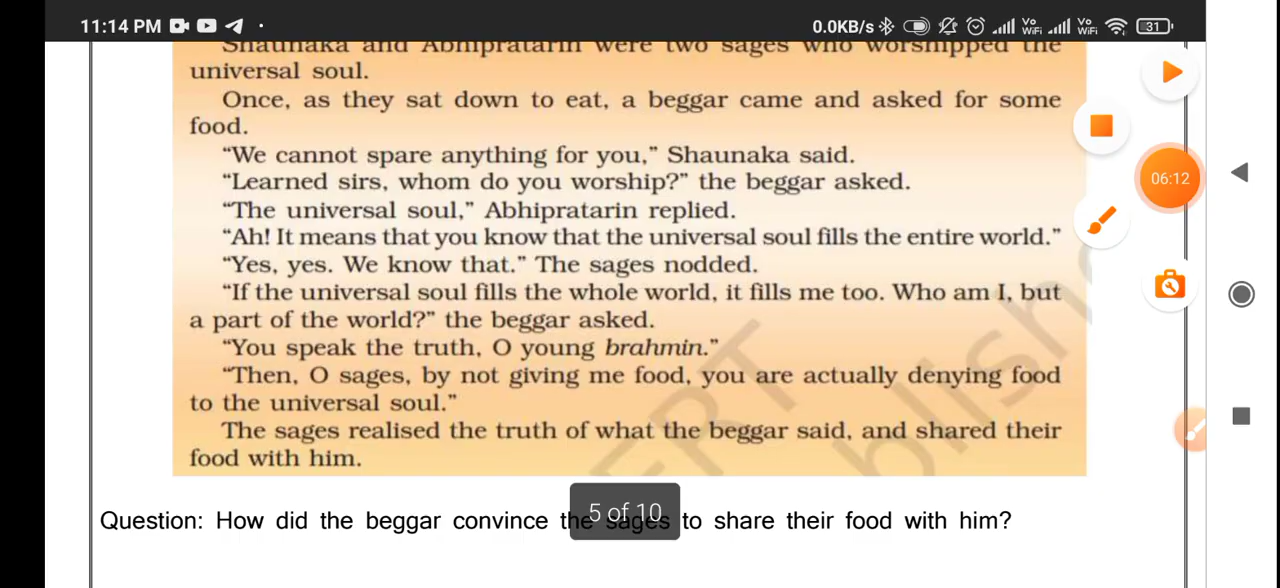 11:14 PM
0.0KB/s Vo WiFi Vo WiFi 31
Shaunaka and Abhipratarin were two sages who worshipped the
universal soul.
Once, as they sat down to eat, a beggar came and asked for some
food.
“We cannot spare anything for you,” Shaunaka said.
“Learned sirs, whom do you worship?” the beggar asked.
“The universal soul,” Abhipratarin replied.
“Ah! It means that you know that the universal soul fills the entire world.”
“Yes, yes. We know that.” The sages nodded.
“If the universal soul fills the whole world, it fills me too. Who am I, but
a part of the world?” the beggar asked.
“You speak the truth, O young brahmin.”
“Then, O sages, by not giving me food, you are actually denying food
to the universal soul.”
The sages realised the truth of what the beggar said, and shared their
food with him.
06:12
5 of 10
Question: How did the beggar convince the sages to share their food with him?